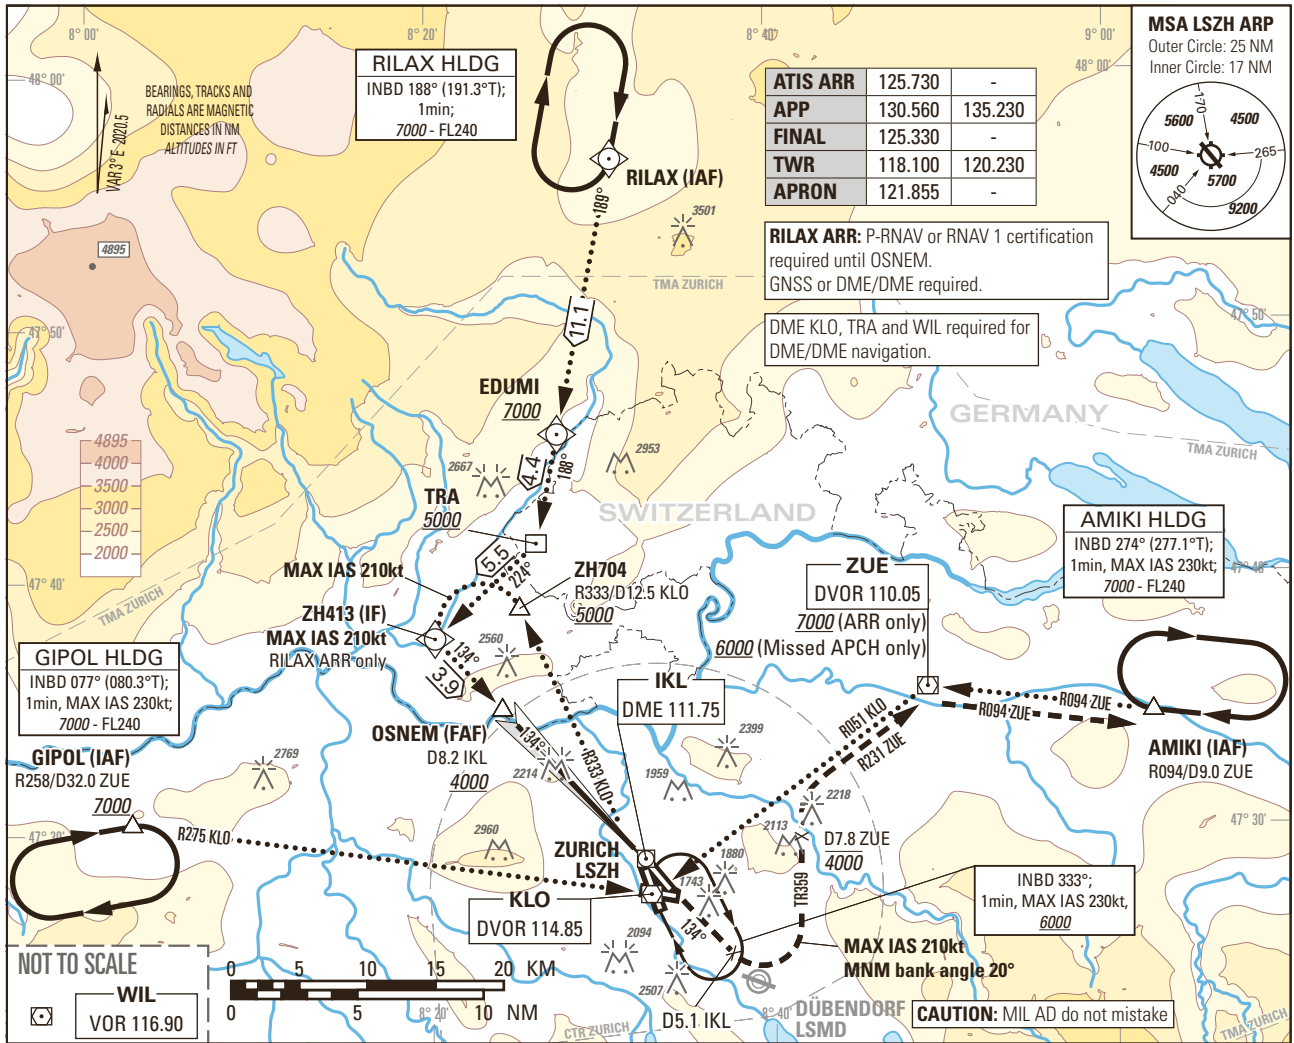 8° 00'
8° 20'
8° 40'
9° 00'
48° 00'
48° 00'
RILAX HLDG
INBD 188° (191.3°T);
1min;
7000 - FL240
BEARINGS, TRACKS AND
RADIALS ARE MAGNETIC
DISTANCES IN NM
ALTITUDES IN FT
VAR 3° E 2020.5
ATIS ARR 125.730 -
APP 130.560 135.230
FINAL 125.330 -
TWR 118.100 120.230
APRON 121.855 -
MSA LSZH ARP
Outer Circle: 25 NM
Inner Circle: 17 NM
170
5600
4500
100
265
4500
5700
040
9200
RILAX (IAF)
189°
3501
4895
RILAX ARR: P-RNAV or RNAV 1 certification
required until OSNEM.
GNSS or DME/DME required.
TMA ZURICH
47° 50'
47° 50'
11.1
DME KLO, TRA and WIL required for
DME/DME navigation.
EDUMI
7000
GERMANY
TMA ZURICH
4895
4000
3500
3000
2500
2000
2667
4.4
188°
2953
TRA
5000
SWITZERLAND
AMIKI HLDG
INBD 274° (277.1°T);
1min, MAX IAS 230kt;
7000 - FL240
47° 40'
47° 40'
MAX IAS 210kt
5.5
224°
ZH704
R333/D12.5 KLO
5000
ZUE
DVOR 110.05
7000 (ARR only)
6000 (Missed APCH only)
TMA ZURICH
ZH413 (IF)
MAX IAS 210kt
RILAX ARR only
134°
3.9
2560
GIPOL HLDG
INBD 077° (080.3°T);
1min, MAX IAS 230kt;
7000 - FL240
IKL
DME 111.75
R094 ZUE
R094 ZUE
OSNEM (FAF)
D8.2 IKL
4000
134°
2214
R333 KLO
R051 KLO
R231 ZUE
2399
1959
AMIKI (IAF)
R094/D9.0 ZUE
GIPOL (IAF)
R258/D32.0 ZUE
7000
2769
2218
47° 30'
47° 30'
R275 KLO
2960
ZURICH
LSZH
2113
D7.8 ZUE
4000
1880
1743
KLO
DVOR 114.85
134°
TR359
INBD 333°;
1min, MAX IAS 230kt,
6000
MAX IAS 210kt
MNM bank angle 20°
2094
2507
NOT TO SCALE
WIL
VOR 116.90
0 5 10 15 20 KM
0 5 10 NM
8° 20'
8° 40'
CTR ZURICH
D5.1 IKL
DÜBENDORF
LSMD
CAUTION: MIL AD do not mistake
TMA ZURICH